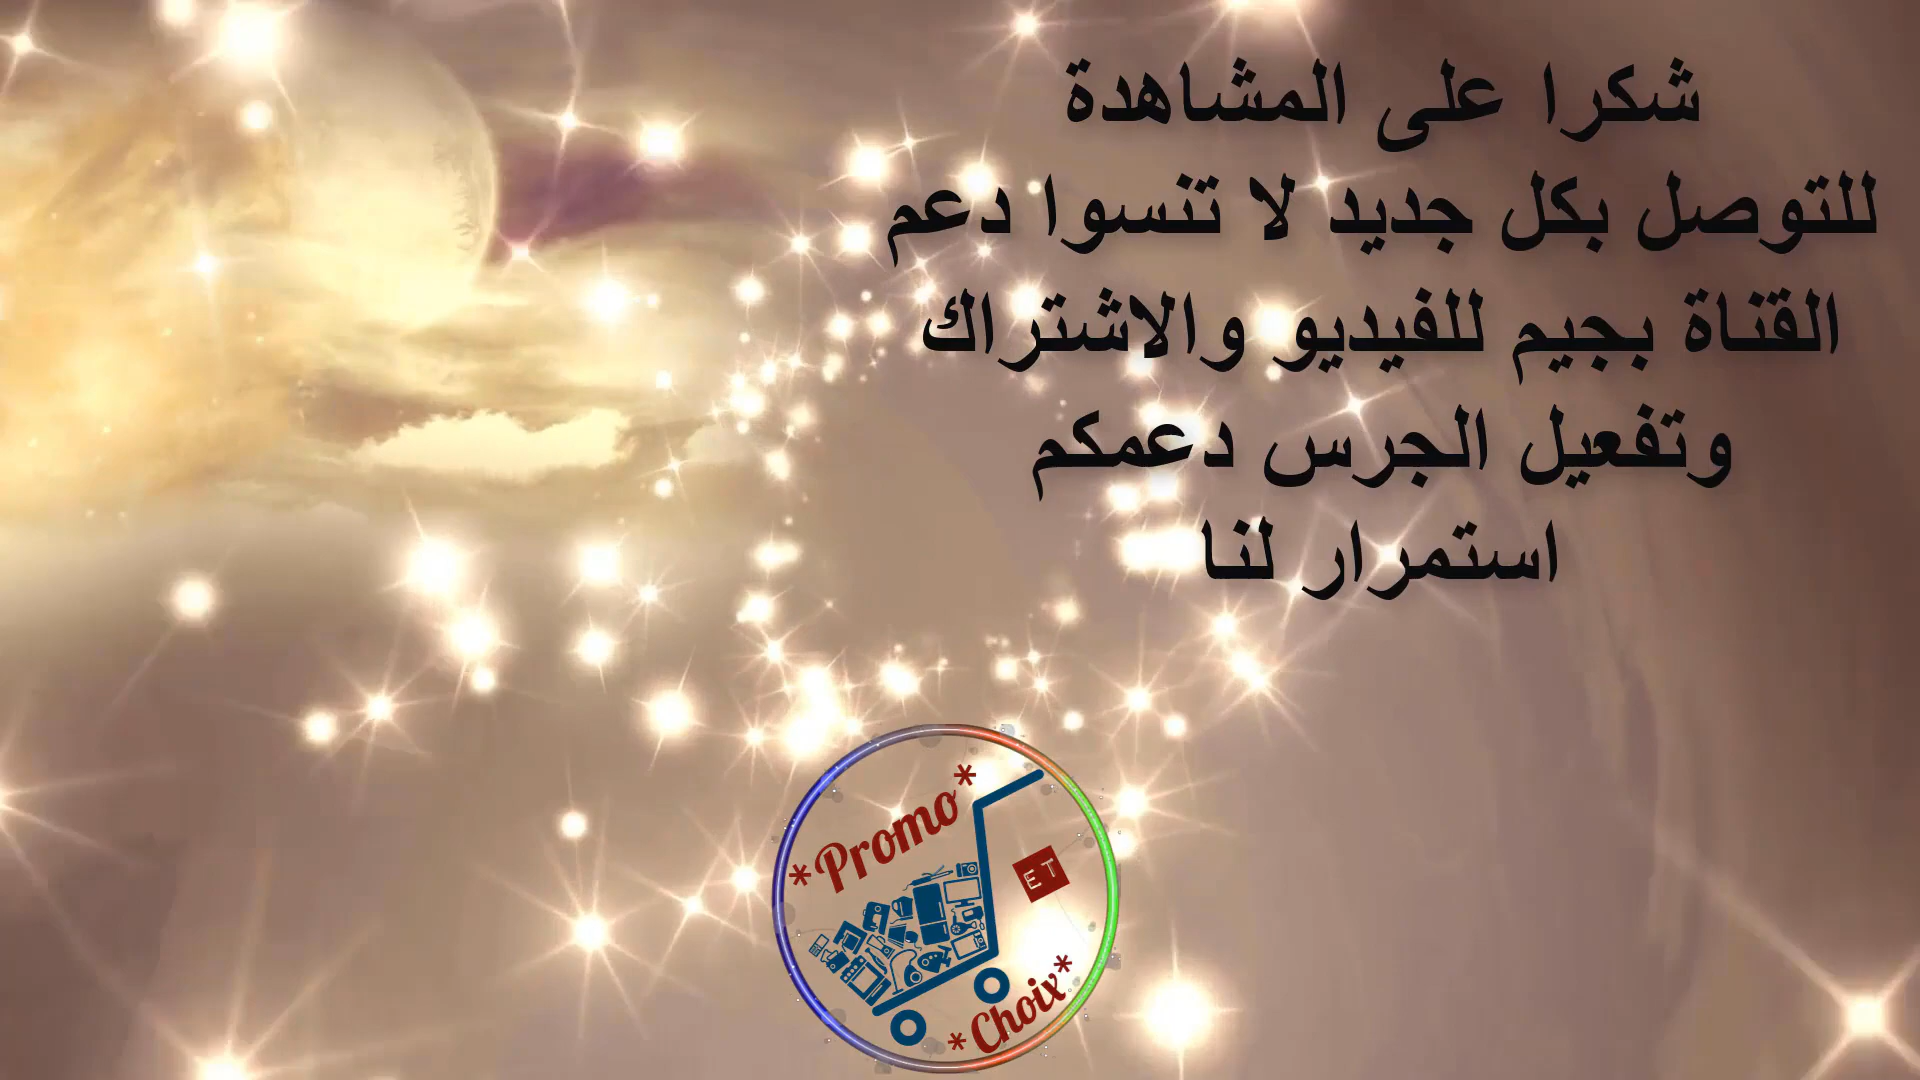 شكرا على المشاهدة
للتوصل بكل جديد لا تنسوا دعم
القناة بجيم للفيديو والاشتراك
وتفعيل الجرس دعمكم
استمرار لنا
*Promo*
ET
*Choix*